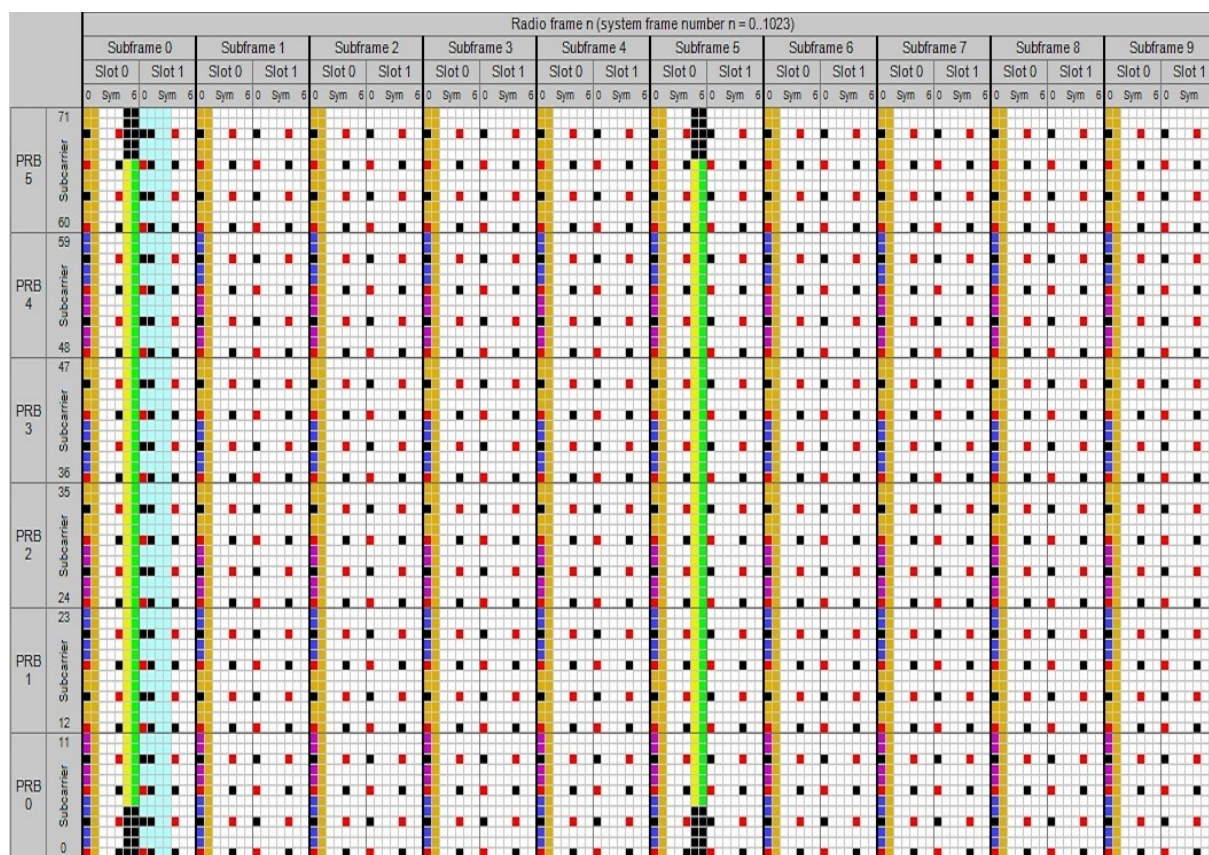 Radio frame n (system frame number n = 0..1023)
Subframe 0 Subframe 1 Subframe 2 Subframe 3 Subframe 4 Subframe 5 Subframe 6 Subframe 7 Subframe 8 Subframe 9
Slot 0 Slot 1 Slot 0 Slot 1 Slot 0 Slot 1 Slot 0 Slot 1 Slot 0 Slot 1 Slot 0 Slot 1 Slot 0 Slot 1 Slot 0 Slot 1 Slot 0 Slot 1 Slot 0 Slot 1
0 Sym 6 0 Sym 6 0 Sym 6 0 Sym 6 0 Sym 6 0 Sym 6 0 Sym 6 0 Sym 6 0 Sym 6 0 Sym 6 0 Sym 6 0 Sym 6 0 Sym 6 0 Sym 6 0 Sym 6 0 Sym 6 0 Sym 6 0 Sym 6 0 Sym 6 0 Sym
71
PRB
5
Subcarrier
60
59
PRB
4
Subcarrier
48
47
PRB
3
Subcarrier
36
35
PRB
2
Subcarrier
24
23
PRB
1
Subcarrier
12
11
PRB
0
Subcarrier
0